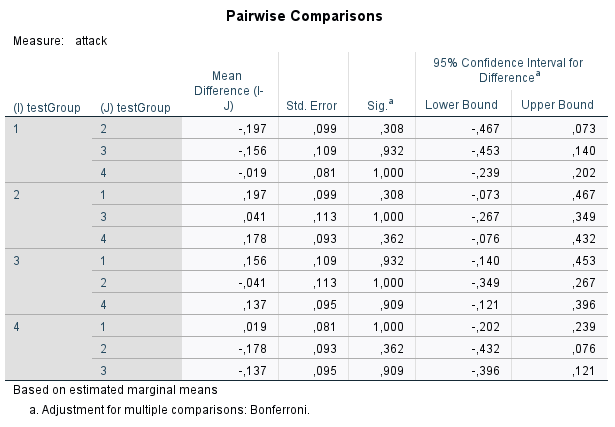 Pairwise Comparisons
Measure: attack
(I) testGroup (J) testGroup Mean Difference (I-J) Std. Error Sig.a 95% Confidence Interval for Differencea
Lower Bound Upper Bound
1 2 -,197 ,099 ,308 -,467 ,073
3 -,156 ,109 ,932 -,453 ,140
4 -,019 ,081 1,000 -,239 ,202
2 1 ,197 ,099 ,308 -,073 ,467
3 ,041 ,113 1,000 -,267 ,349
4 ,178 ,093 ,362 -,076 ,432
3 1 ,156 ,109 ,932 -,140 ,453
2 -,041 ,113 1,000 -,349 ,267
4 ,137 ,095 ,909 -,121 ,396
4 1 ,019 ,081 1,000 -,202 ,239
2 -,178 ,093 ,362 -,432 ,076
3 -,137 ,095 ,909 -,396 ,121
Based on estimated marginal means
a. Adjustment for multiple comparisons: Bonferroni.